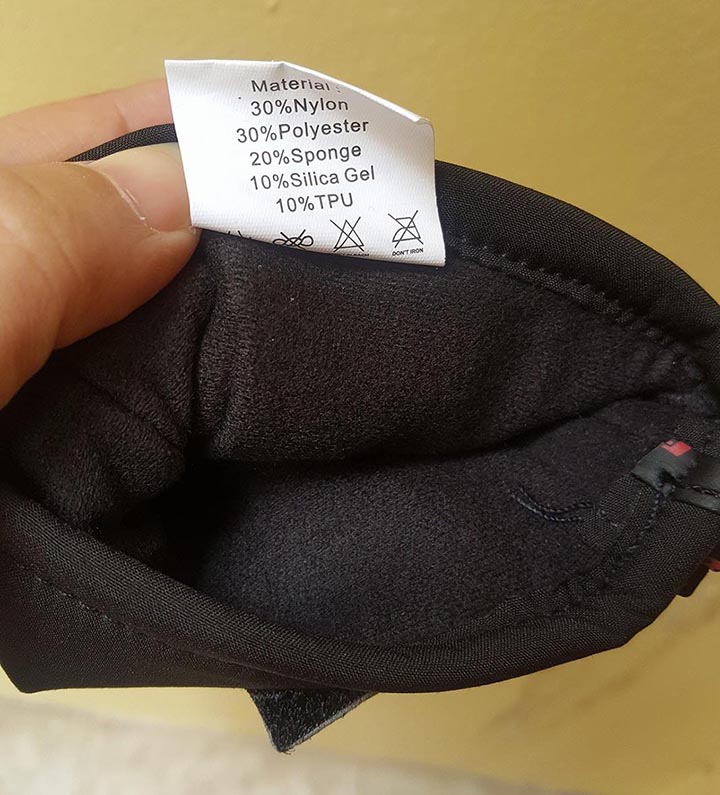 Material :
30%Nylon
30%Polyester
20%Sponge
10%Silica Gel
10%TPU
DON'T IRON